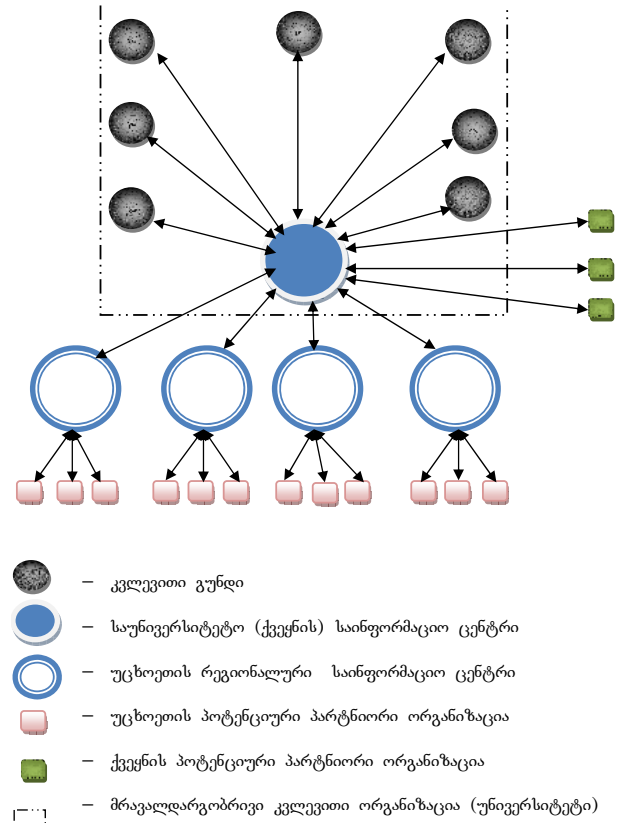 – კვლევითი გუნდი
– საუნივერსიტეტო (ქვეყნის) საინფორმაციო ცენტრი
– უცხოეთის რეგიონალური საინფორმაციო ცენტრი
– უცხოეთის პოტენციური პარტნიორი ორგანიზაცია
– ქვეყნის პოტენციური პარტნიორი ორგანიზაცია
– მრავალდარგობრივი კვლევითი ორგანიზაცია (უნივერსიტეტი)